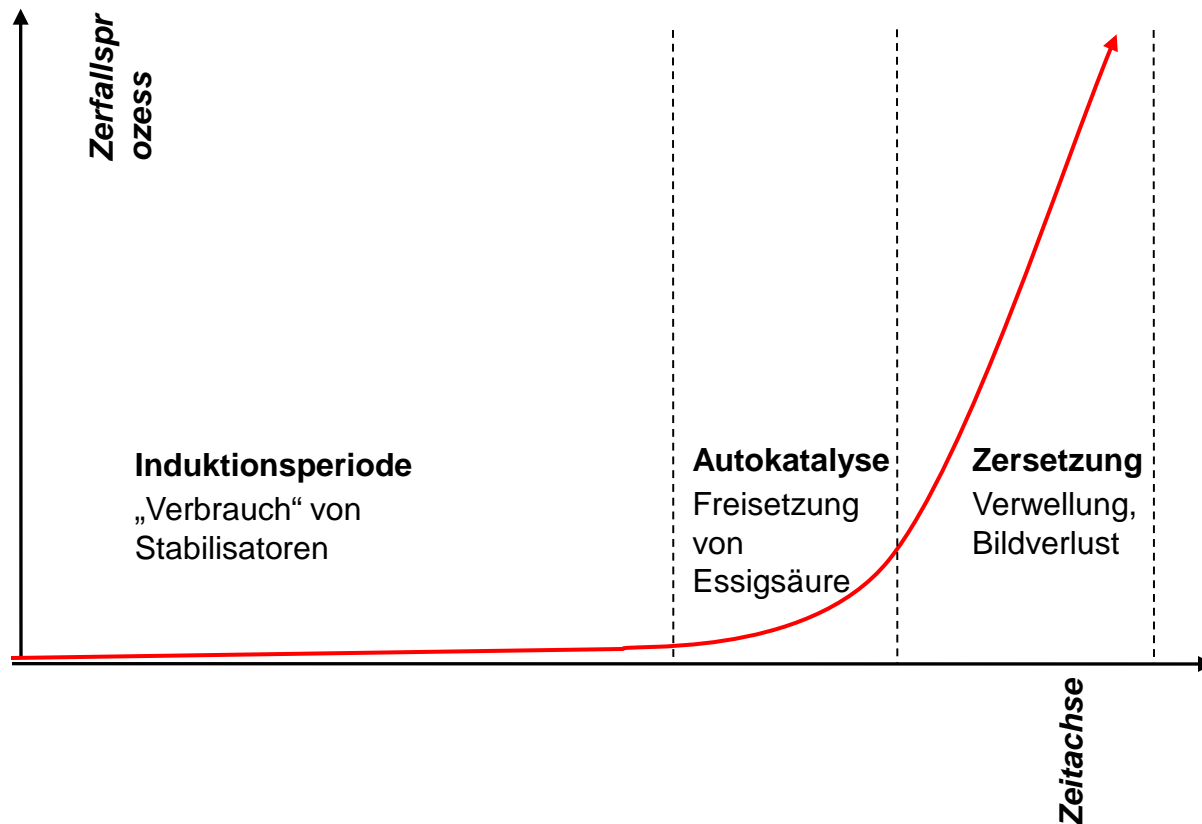 Zerfallspr
ozess
Induktionsperiode
„Verbrauch“ von
Stabilisatoren
Autokatalyse
Freisetzung
von
Essigsäure
Zersetzung
Verwellung,
Bildverlust
Zeitachse